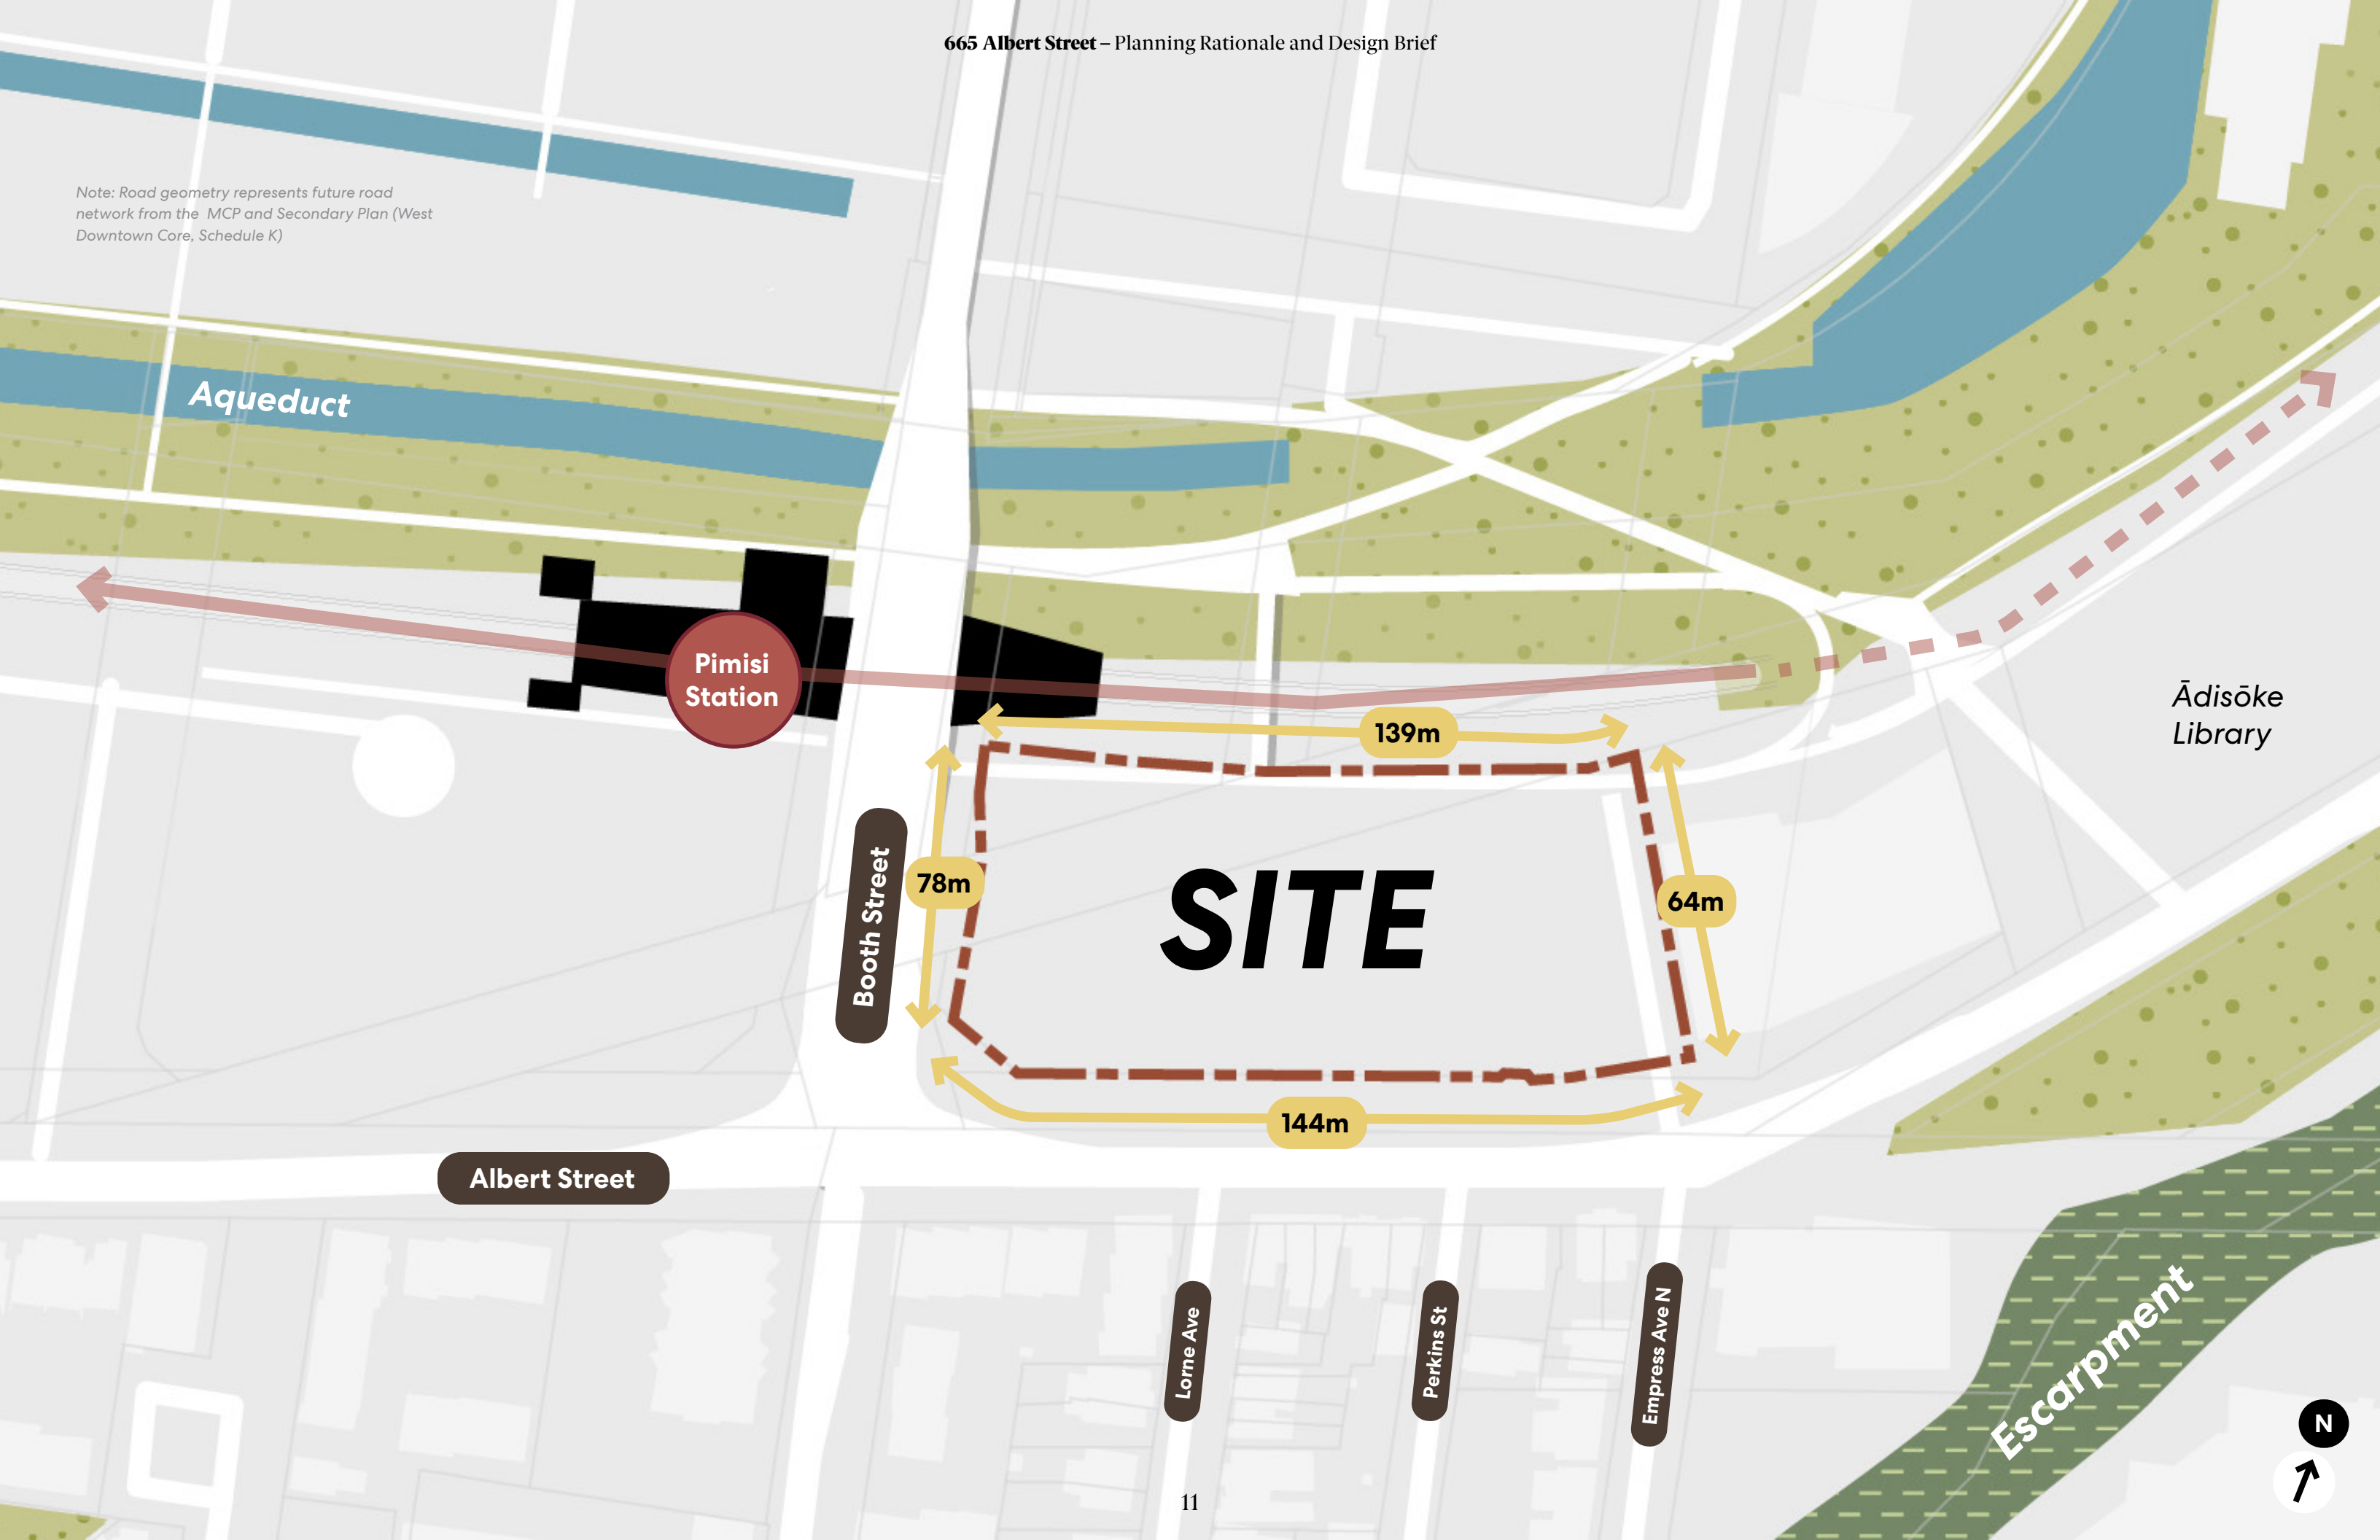 665 Albert Street – Planning Rationale and Design Brief
Note: Road geometry represents future road
network from the MCP and Secondary Plan (West
Downtown Core, Schedule K)
Aqueduct
Pimisi
Station
Ādisōke
Library
139m
78m
SITE
64m
Booth Street
144m
Albert Street
Lorne Ave
Perkins St
Empress Ave N
Escarpment
N
11